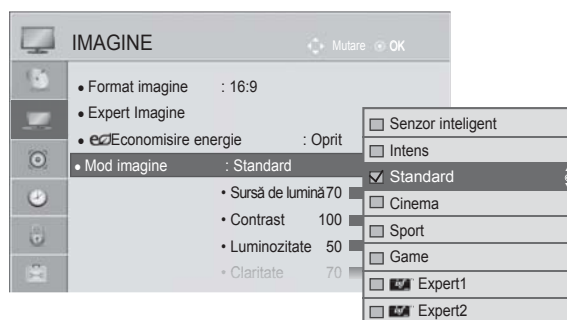 IMAGINE
Mutare OK
• Format imagine : 16:9
• Expert Imagine
• eco Economisire energie : Oprit
• Mod imagine : Standard
• Sursă de lumină 70
• Contrast 100
• Luminozitate 50
• Claritate 70
Senzor inteligent
Intens
Standard
Cinema
Sport
Game
Expert1
Expert2